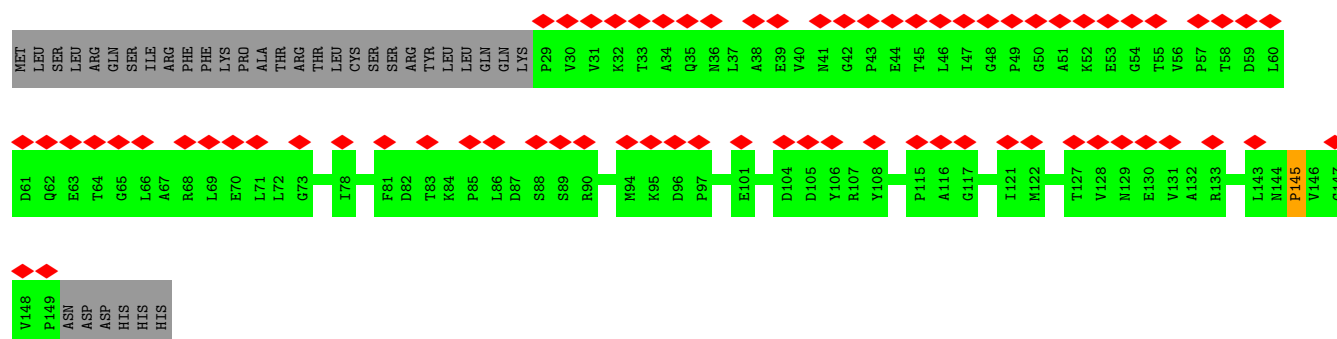 MET LEU SER LEU ARG GLN SER ILE ARG PHE PHE LYS PRO ALA THR ARG THR LEU CYS SER SER ARG TYR LEU LEU GLN GLN LYS P29 V30 V31 K32 T33 A34 Q35 N36 L37 A38 E39 V40 N41 G42 P43 E44 T45 L46 I47 G48 P49 G50 A51 K52 E53 G54 T55 V56 P57 T58 D59 L60
D61 Q62 E63 T64 G65 L66 A67 R68 L69 E70 L71 L72 G73 I78 F81 D82 T83 K84 P85 L86 D87 S88 S89 R90 M94 K95 D96 P97 E101 D104 D105 Y106 R107 Y108 P115 A116 G117 I121 M122 T127 V128 N129 E130 V131 A132 R133 L143 N144 P145 V146
V148 P149 ASN ASP ASP HIS HIS HIS